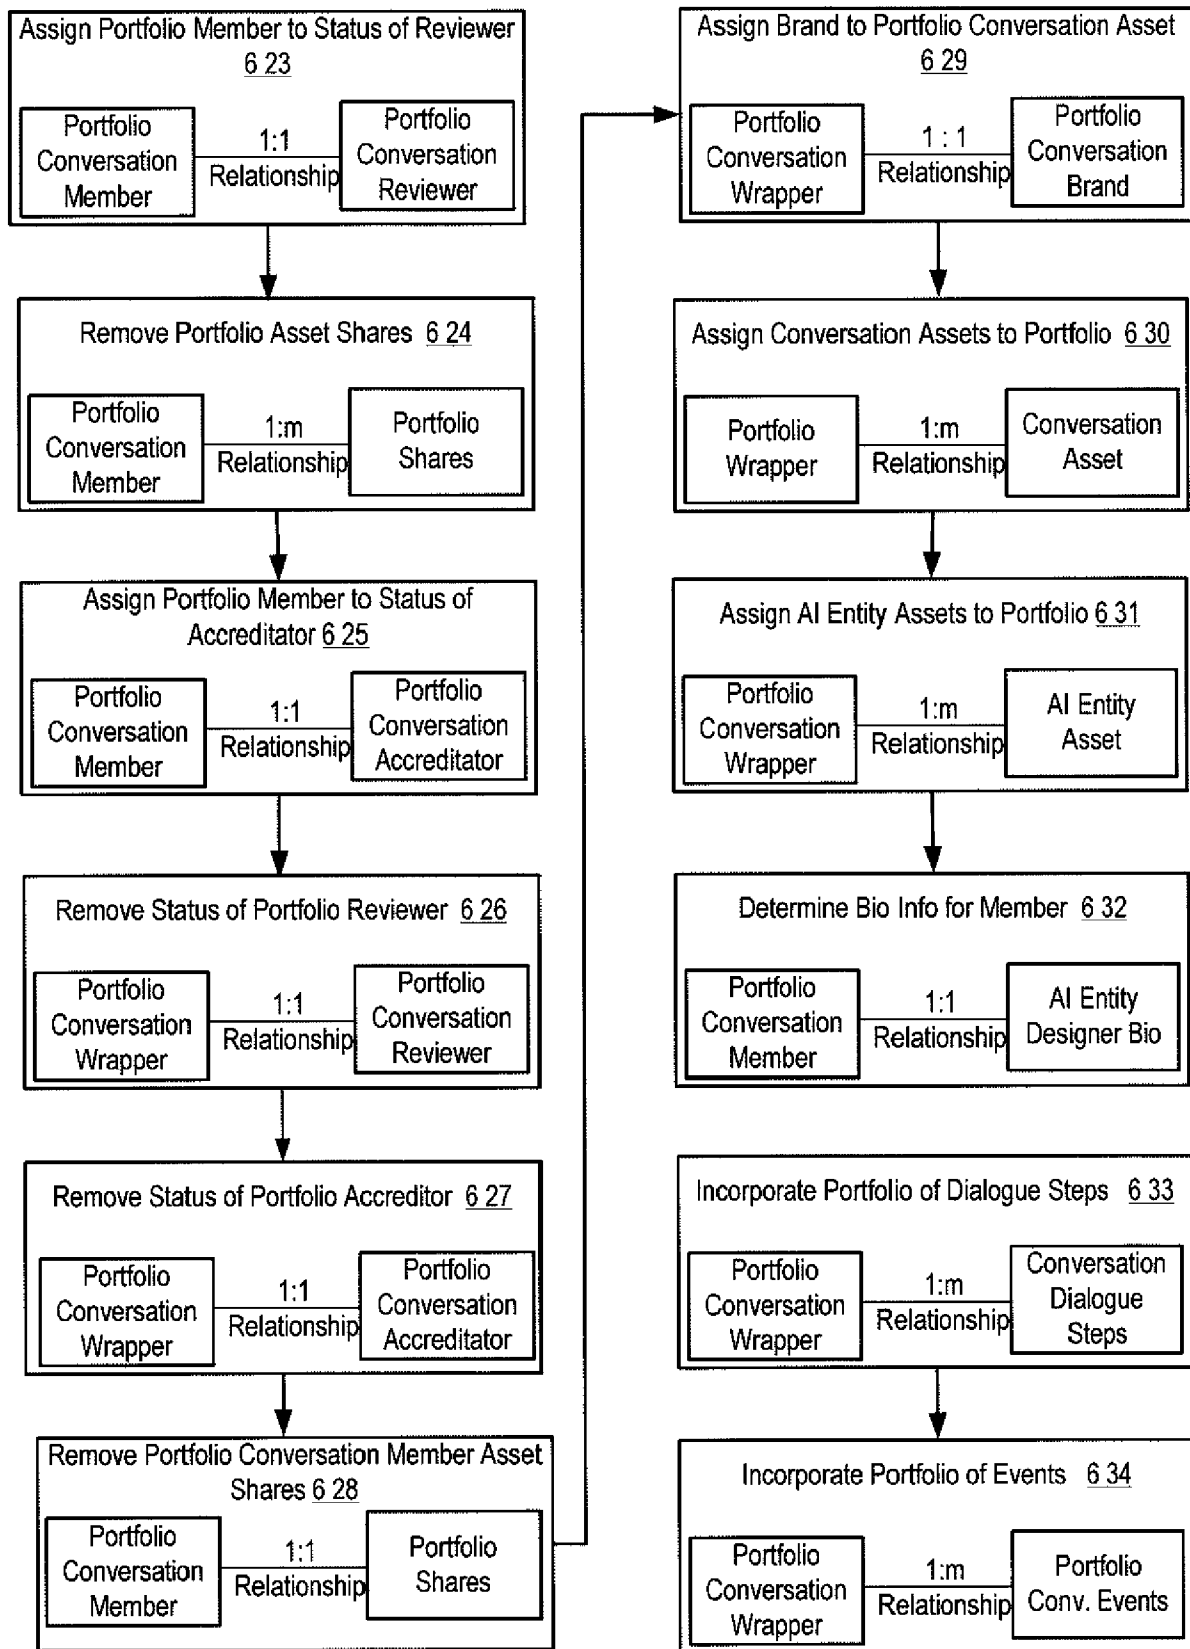 Assign Portfolio Member to Status of Reviewer
6 23
Portfolio
Conversation
Member
1:1
Relationship
Portfolio
Conversation
Reviewer
Remove Portfolio Asset Shares 6 24
Portfolio
Conversation
Member
1:m
Relationship
Portfolio
Shares
Assign Portfolio Member to Status of
Accreditator 6 25
Portfolio
Conversation
Member
1:1
Relationship
Portfolio
Conversation
Accreditator
Remove Status of Portfolio Reviewer 6 26
Portfolio
Conversation
Wrapper
1:1
Relationship
Portfolio
Conversation
Reviewer
Remove Status of Portfolio Accreditor 6 27
Portfolio
Conversation
Wrapper
1:1
Relationship
Portfolio
Conversation
Accreditator
Remove Portfolio Conversation Member Asset
Shares 6 28
Portfolio
Conversation
Member
1:1
Relationship
Portfolio
Shares
Assign Brand to Portfolio Conversation Asset
6 29
Portfolio
Conversation
Wrapper
1 : 1
Relationship
Portfolio
Conversation
Brand
Assign Conversation Assets to Portfolio 6 30
Portfolio
Wrapper
1:m
Relationship
Conversation
Asset
Assign AI Entity Assets to Portfolio 6 31
Portfolio
Conversation
Wrapper
1:m
Relationship
AI Entity
Asset
Determine Bio Info for Member 6 32
Portfolio
Conversation
Member
1:1
Relationship
AI Entity
Designer Bio
Incorporate Portfolio of Dialogue Steps 6 33
Portfolio
Conversation
Wrapper
1:m
Relationship
Conversation
Dialogue
Steps
Incorporate Portfolio of Events 6 34
Portfolio
Conversation
Wrapper
1:m
Relationship
Portfolio
Conv. Events